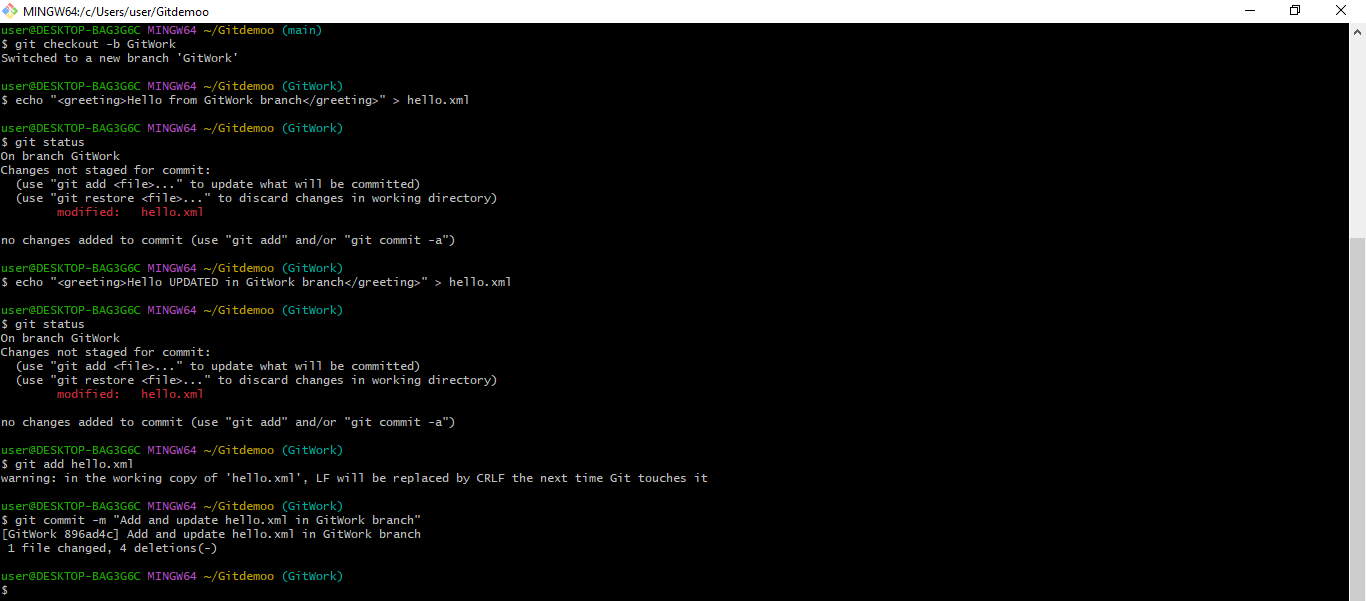 MINGW64:/c/Users/user/Gitdemoo
user@DESKTOP-BAG3G6C MINGW64 ~/Gitdemoo (main)
$ git checkout -b GitWork
Switched to a new branch 'GitWork'
user@DESKTOP-BAG3G6C MINGW64 ~/Gitdemoo (GitWork)
$ echo "<greeting>Hello from GitWork branch</greeting>" > hello.xml
user@DESKTOP-BAG3G6C MINGW64 ~/Gitdemoo (GitWork)
$ git status
On branch GitWork
Changes not staged for commit:
  (use "git add <file>..." to update what will be committed)
  (use "git restore <file>..." to discard changes in working directory)
        modified:   hello.xml
no changes added to commit (use "git add" and/or "git commit -a")
user@DESKTOP-BAG3G6C MINGW64 ~/Gitdemoo (GitWork)
$ echo "<greeting>Hello UPDATED in GitWork branch</greeting>" > hello.xml
user@DESKTOP-BAG3G6C MINGW64 ~/Gitdemoo (GitWork)
$ git status
On branch GitWork
Changes not staged for commit:
  (use "git add <file>..." to update what will be committed)
  (use "git restore <file>..." to discard changes in working directory)
        modified:   hello.xml
no changes added to commit (use "git add" and/or "git commit -a")
user@DESKTOP-BAG3G6C MINGW64 ~/Gitdemoo (GitWork)
$ git add hello.xml
warning: in the working copy of 'hello.xml', LF will be replaced by CRLF the next time Git touches it
user@DESKTOP-BAG3G6C MINGW64 ~/Gitdemoo (GitWork)
$ git commit -m "Add and update hello.xml in GitWork branch"
[GitWork 896ad4c] Add and update hello.xml in GitWork branch
 1 file changed, 4 deletions(-)
user@DESKTOP-BAG3G6C MINGW64 ~/Gitdemoo (GitWork)
$